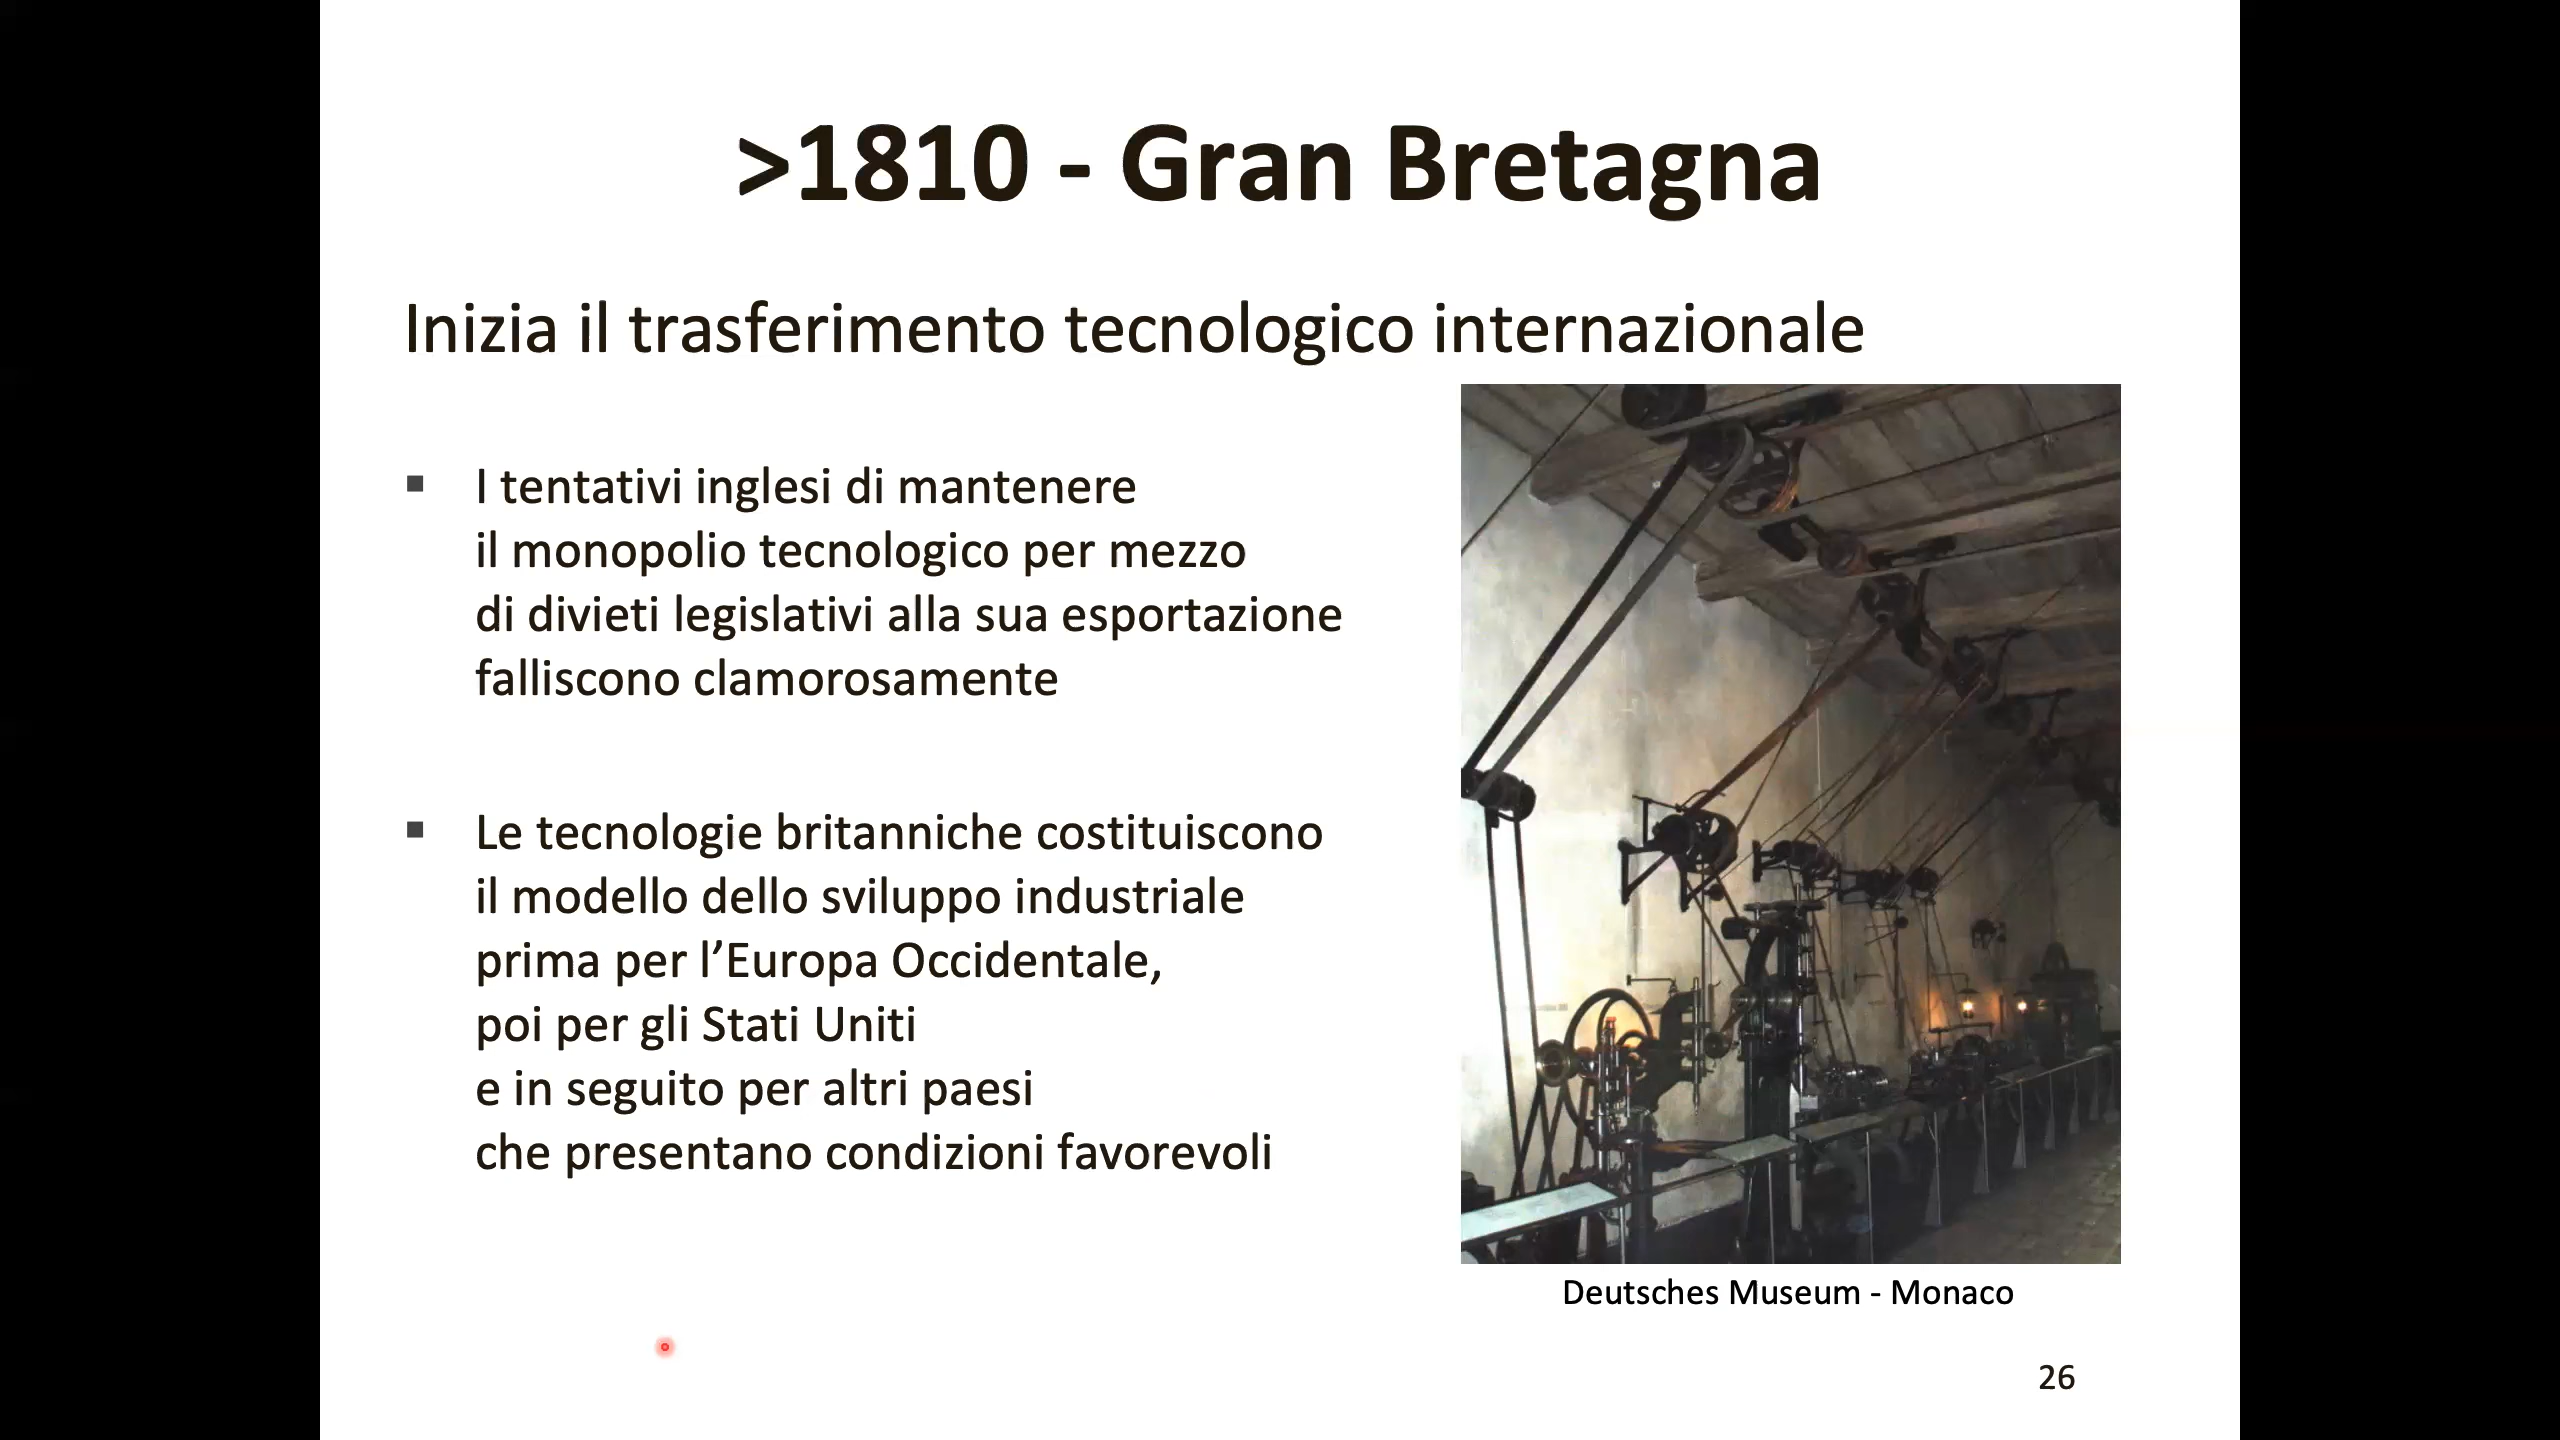 >1810 - Gran Bretagna
Inizia il trasferimento tecnologico internazionale
▪ I tentativi inglesi di mantenere
il monopolio tecnologico per mezzo
di divieti legislativi alla sua esportazione
falliscono clamorosamente
▪ Le tecnologie britanniche costituiscono
il modello dello sviluppo industriale
prima per l’Europa Occidentale,
poi per gli Stati Uniti
e in seguito per altri paesi
che presentano condizioni favorevoli
Deutsches Museum - Monaco
26